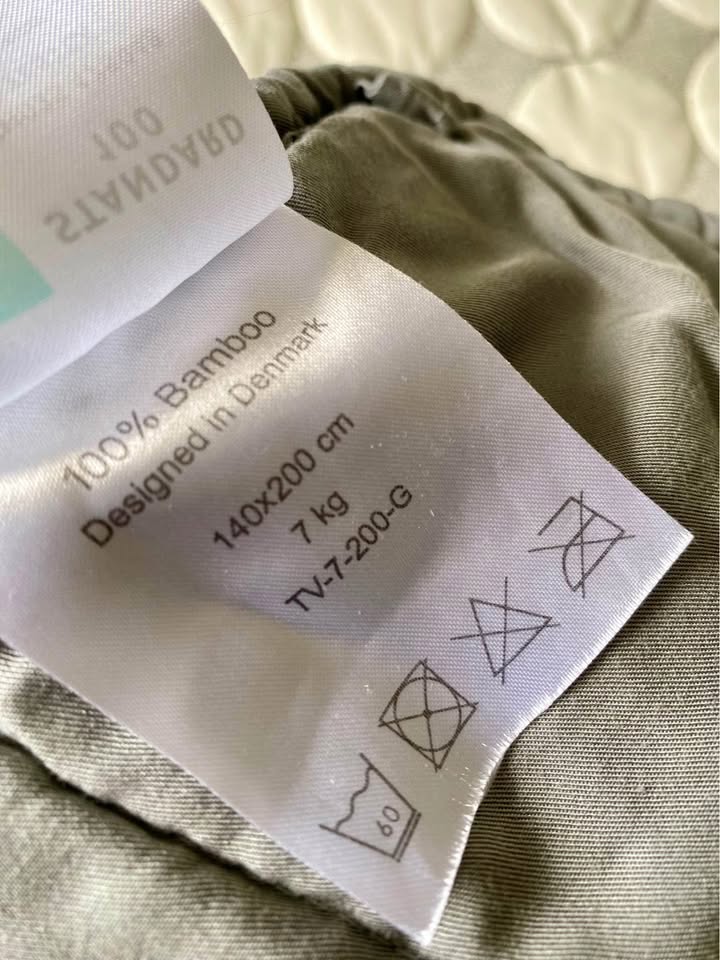 STANDARD
100
100% Bamboo
Designed in Denmark
140x200 cm
7 kg
TV-7-200-G
60